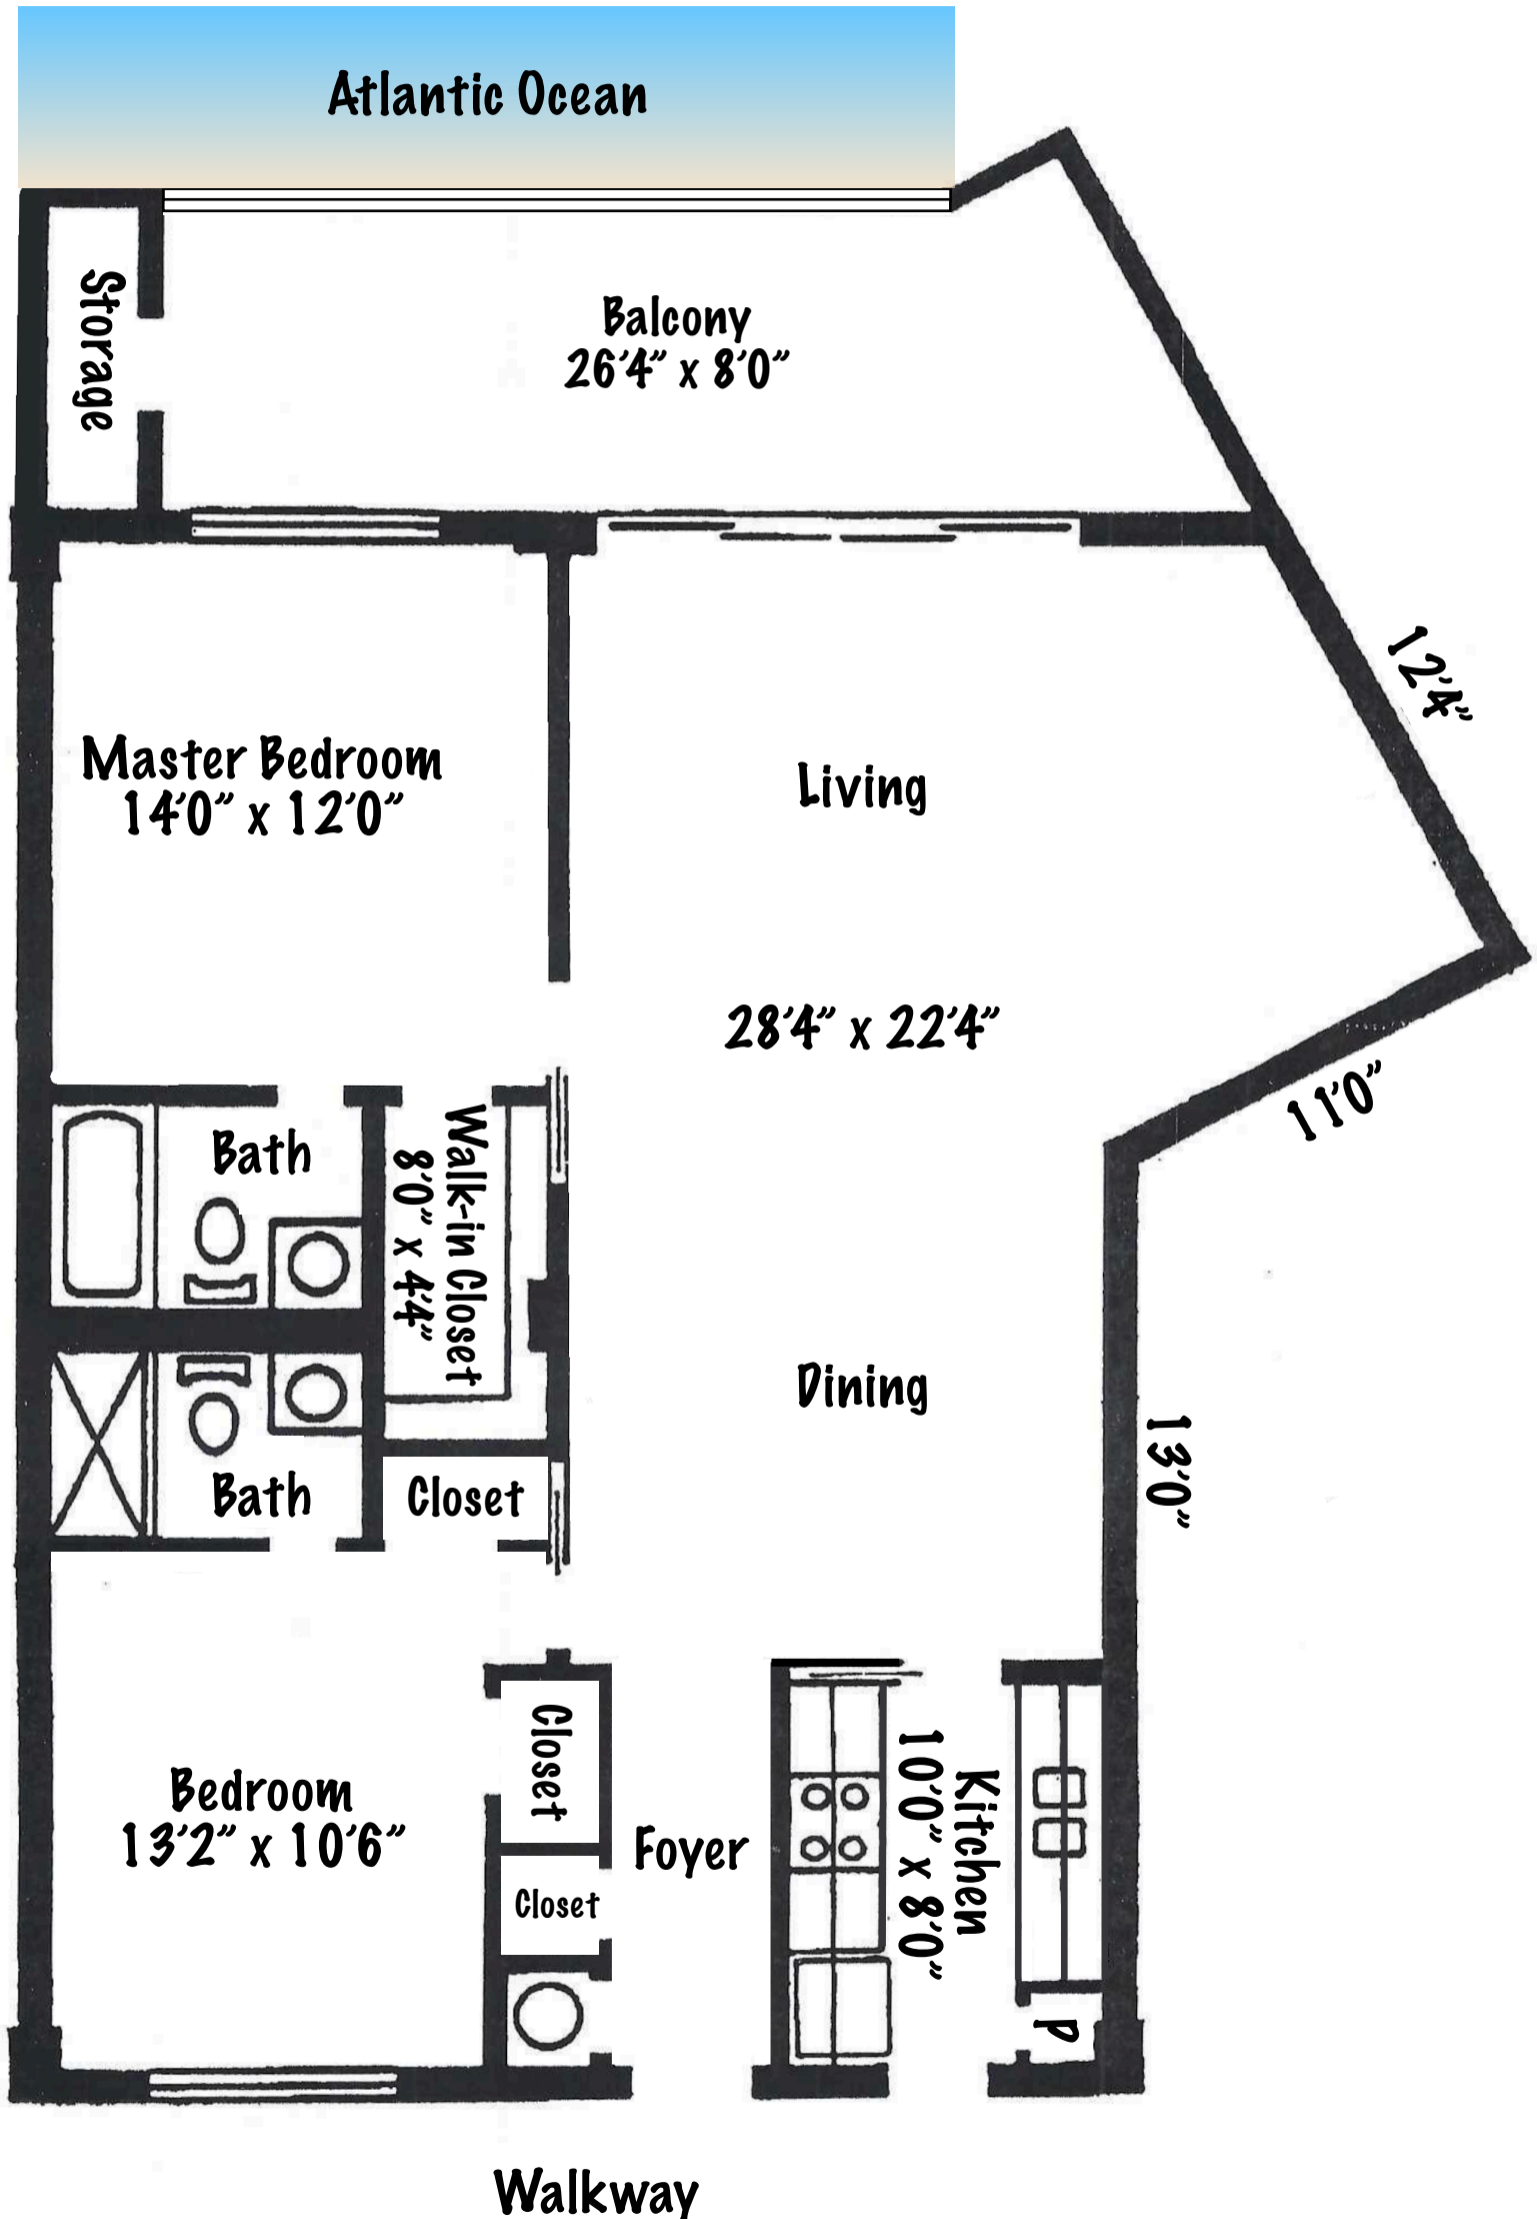 Atlantic Ocean
Storage
Balcony
26'4" x 8'0"
12'4"
Master Bedroom
14'0" x 12'0"
Living
28'4" x 22'4"
11'0"
Bath
Walk-in Closet
8'0" x 4'4"
Dining
13'0"
Bath
Closet
Closet
Kitchen
10'0" x 8'0"
Bedroom
13'2" x 10'6"
Foyer
Closet
P
Walkway